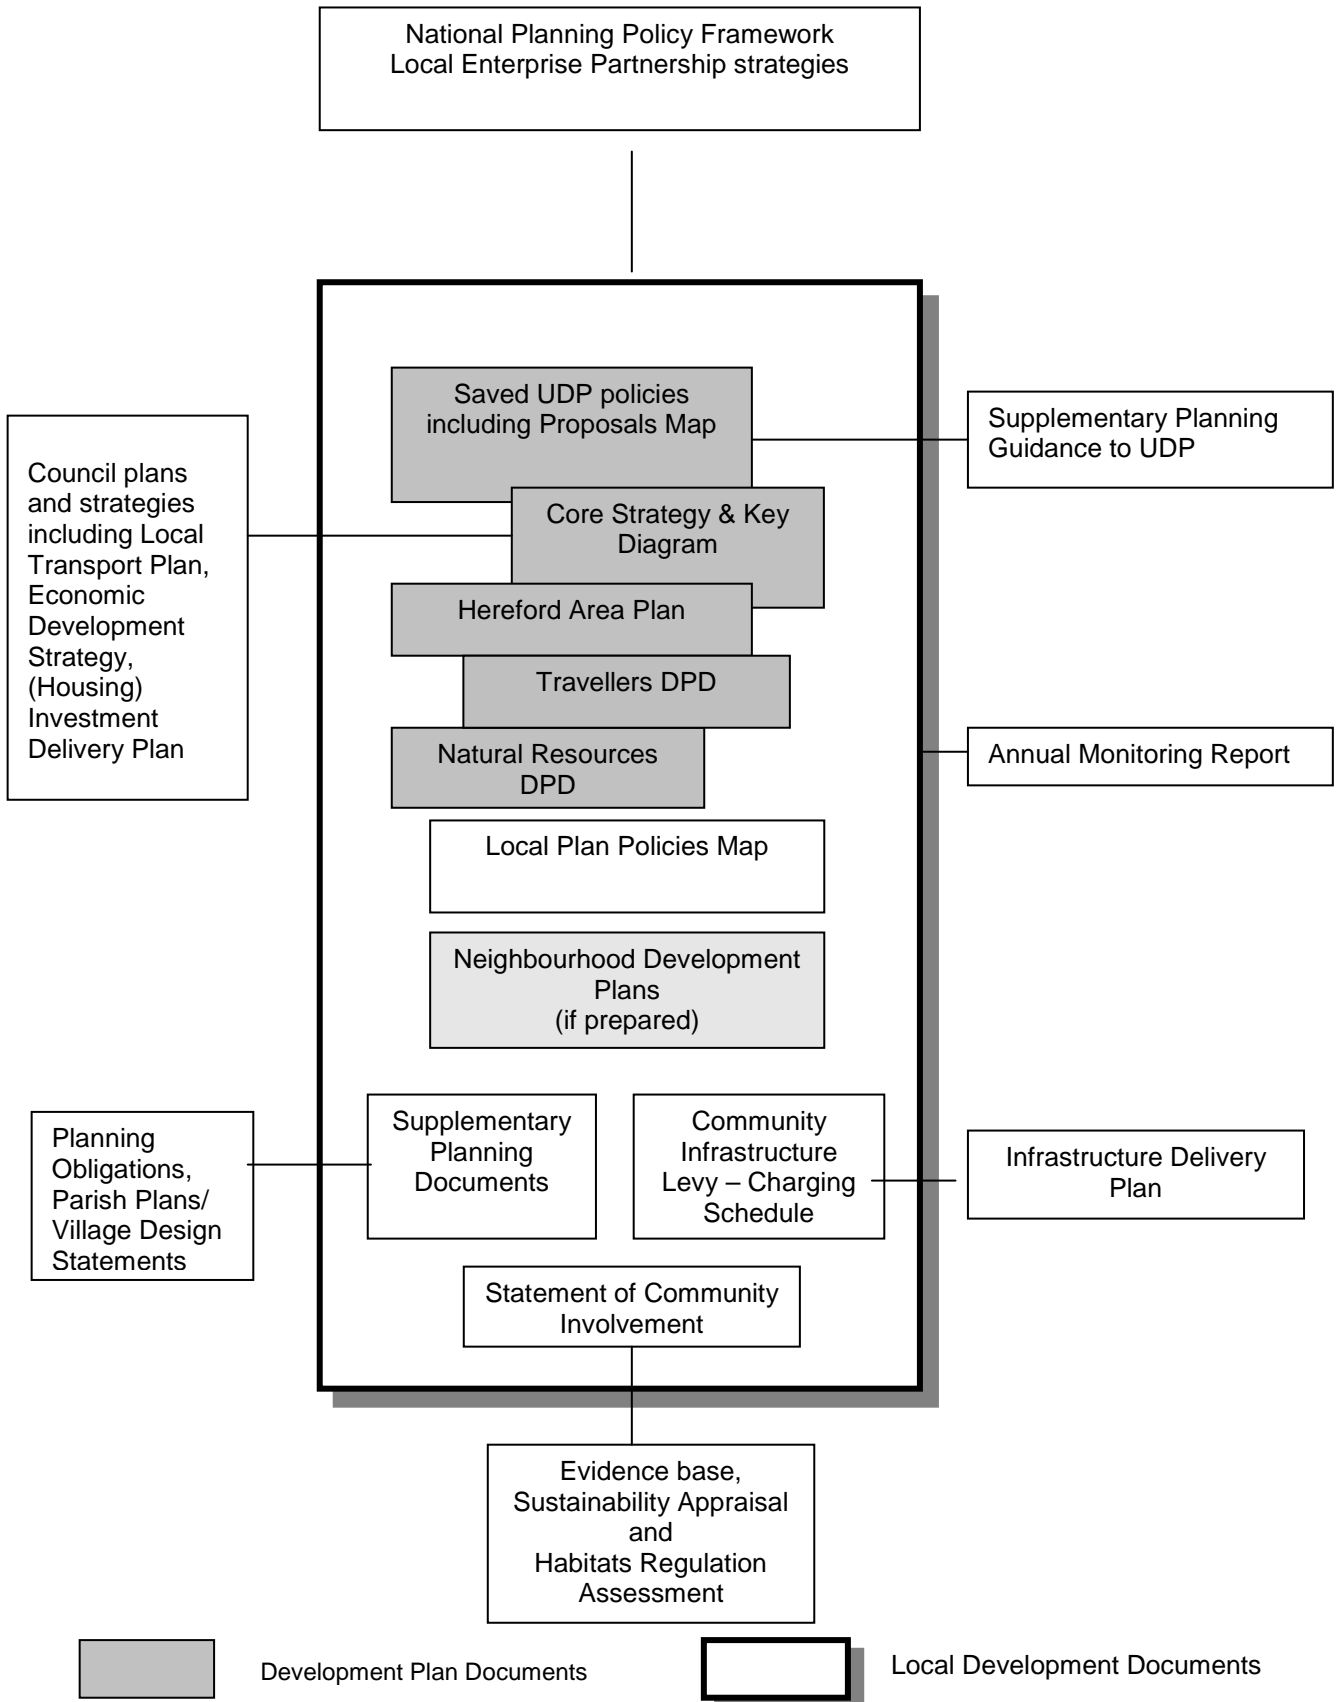 National Planning Policy Framework
Local Enterprise Partnership strategies
Saved UDP policies
including Proposals Map
Supplementary Planning
Guidance to UDP
Council plans
and strategies
including Local
Transport Plan,
Economic
Development
Strategy,
(Housing)
Investment
Delivery Plan
Core Strategy & Key
Diagram
Hereford Area Plan
Travellers DPD
Natural Resources
DPD
Annual Monitoring Report
Local Plan Policies Map
Neighbourhood Development
Plans
(if prepared)
Planning
Obligations,
Parish Plans/
Village Design
Statements
Supplementary
Planning
Documents
Community
Infrastructure
Levy – Charging
Schedule
Infrastructure Delivery
Plan
Statement of Community
Involvement
Evidence base,
Sustainability Appraisal
and
Habitats Regulation
Assessment
Development Plan Documents
Local Development Documents